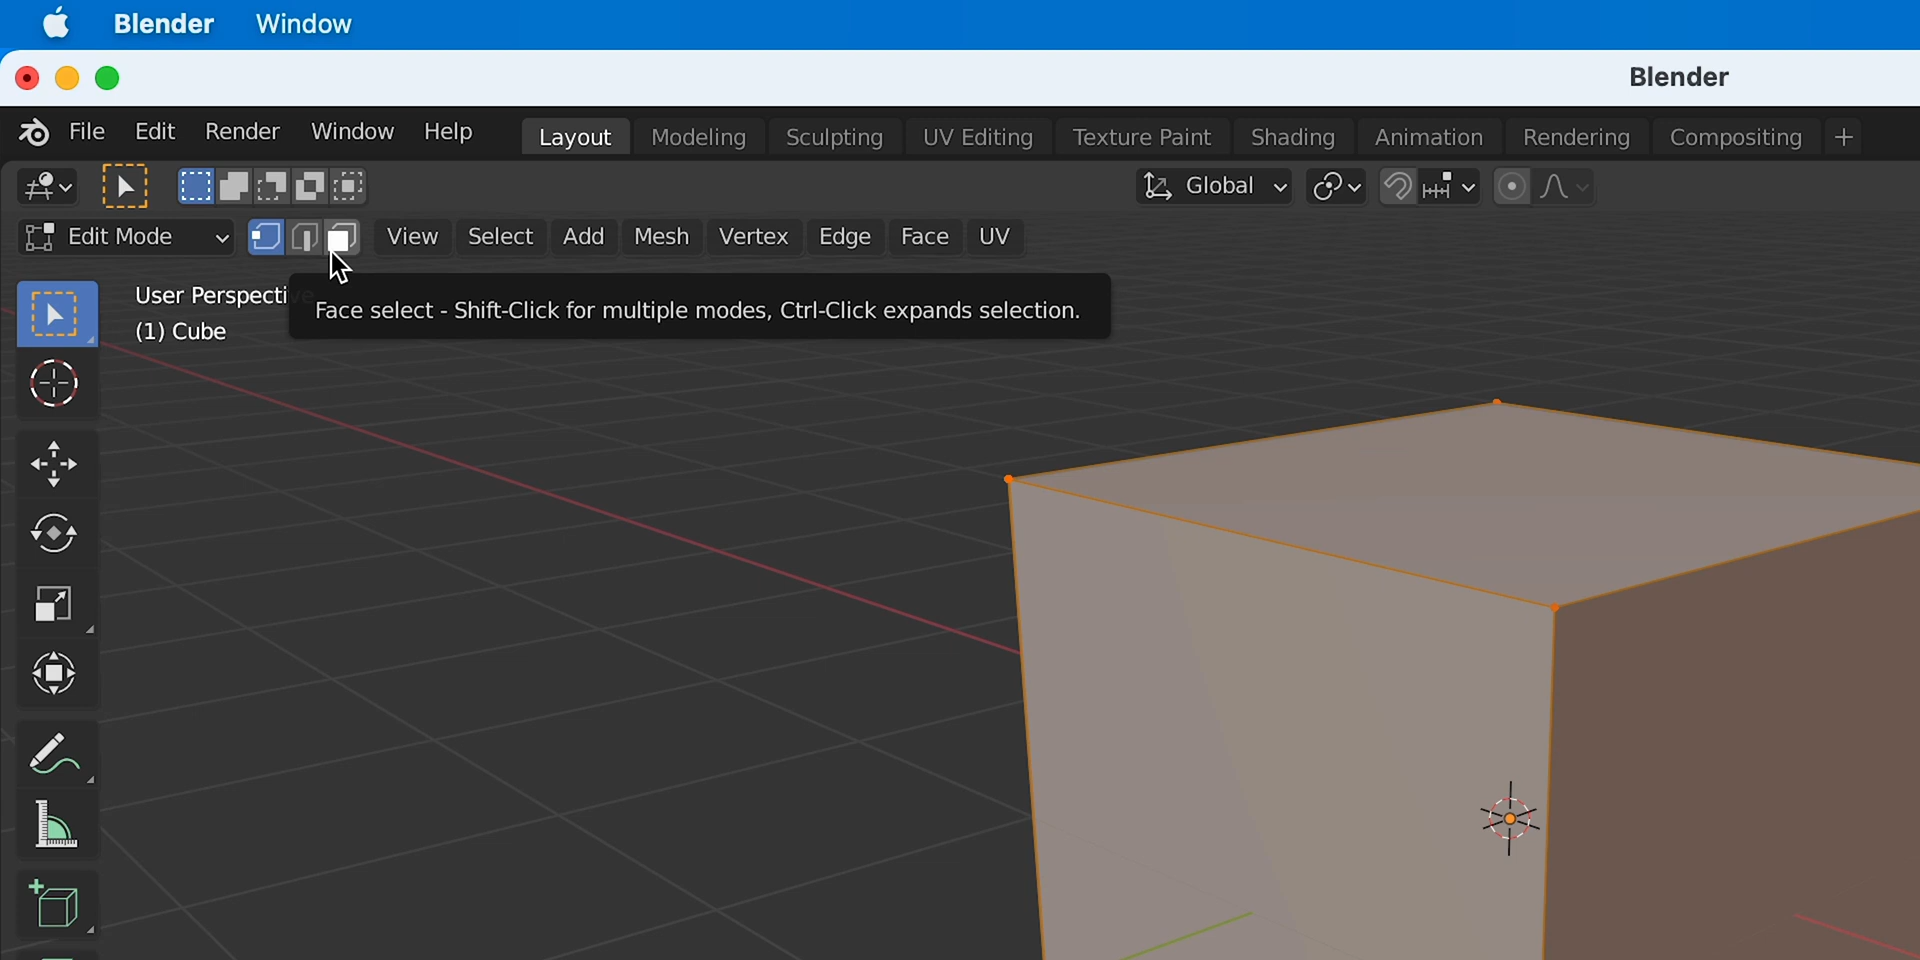 Blender Window
Blender
File Edit Render Window Help Layout Modeling Sculpting UV Editing Texture Paint Shading Animation Rendering Compositing +
Global
Edit Mode View Select Add Mesh Vertex Edge Face UV
User Perspecti
Face select - Shift-Click for multiple modes, Ctrl-Click expands selection.
(1) Cube